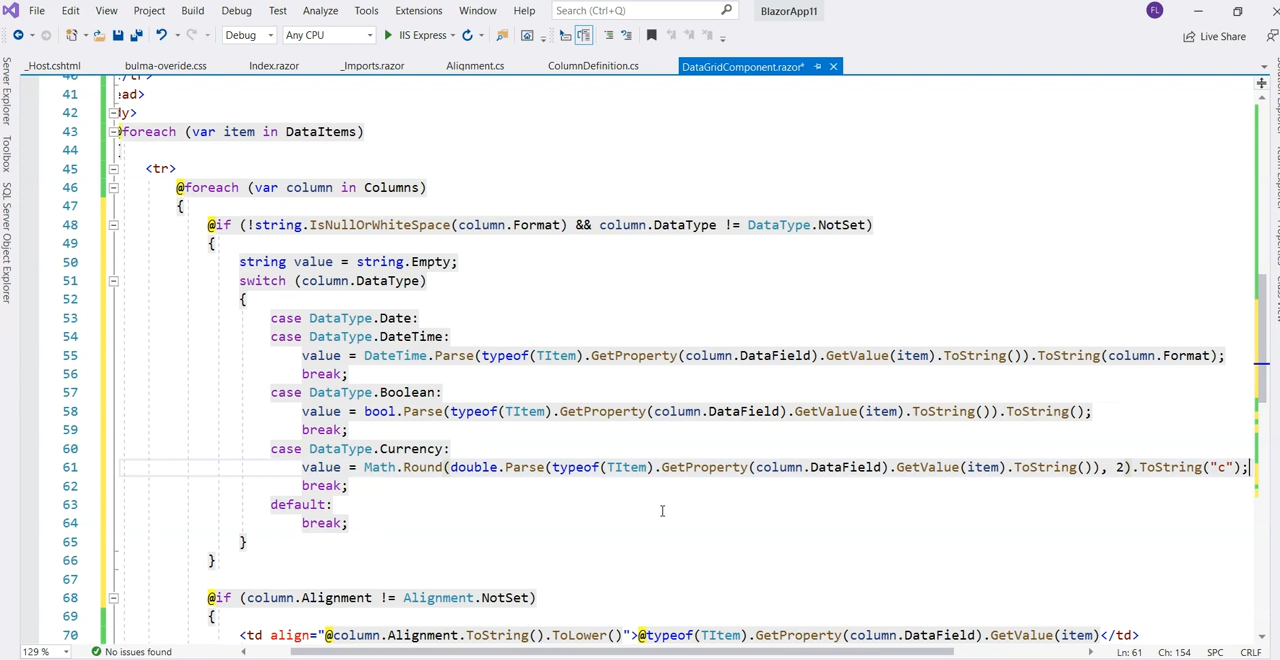 File Edit View Project Build Debug Test Analyze Tools Extensions Window Help Search (Ctrl+Q) BlazorApp11 FL
Debug Any CPU IIS Express Live Share
_Host.cshtml bulma-overide.css Index.razor _Imports.razor Alignment.cs ColumnDefinition.cs DataGridComponent.razor*
Server Explorer
Toolbox
SQL Server Object Explorer
41 ead>
42 y>
43 @foreach (var item in DataItems)
44
45 <tr>
46 @foreach (var column in Columns)
47 {
48 @if (!string.IsNullOrWhiteSpace(column.Format) && column.DataType != DataType.NotSet)
49 {
50 string value = string.Empty;
51 switch (column.DataType)
52 {
53 case DataType.Date:
54 case DataType.DateTime:
55 value = DateTime.Parse(typeof(TItem).GetProperty(column.DataField).GetValue(item).ToString()).ToString(column.Format);
56 break;
57 case DataType.Boolean:
58 value = bool.Parse(typeof(TItem).GetProperty(column.DataField).GetValue(item).ToString()).ToString();
59 break;
60 case DataType.Currency:
61 value = Math.Round(double.Parse(typeof(TItem).GetProperty(column.DataField).GetValue(item).ToString()), 2).ToString("c");
62 break;
63 default:
64 break;
65 }
66 }
67
68 @if (column.Alignment != Alignment.NotSet)
69 {
70 <td align="@column.Alignment.ToString().ToLower()">@typeof(TItem).GetProperty(column.DataField).GetValue(item)</td>
129 % No issues found Ln: 61 Ch: 154 SPC CRLF